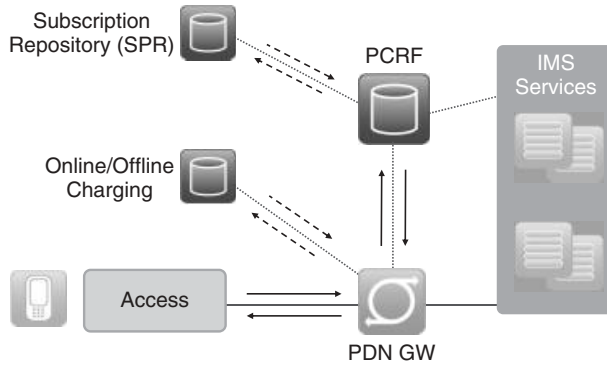 Subscription
Repository (SPR)
PCRF
IMS
Services
Online/Offline
Charging
Access
PDN GW